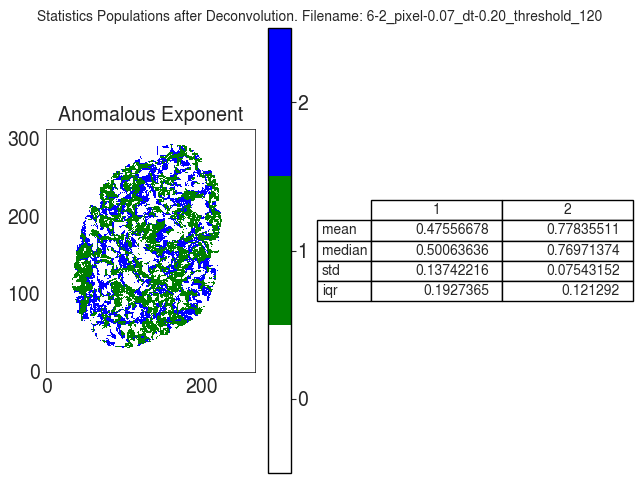 Statistics Populations after Deconvolution. Filename: 6-2_pixel-0.07_dt-0.20_threshold_120
Anomalous Exponent
300
200
100
0
0 200
2
1
0
1 2
mean 0.47556678 0.77835511
median 0.50063636 0.76971374
std 0.13742216 0.07543152
iqr 0.1927365 0.121292